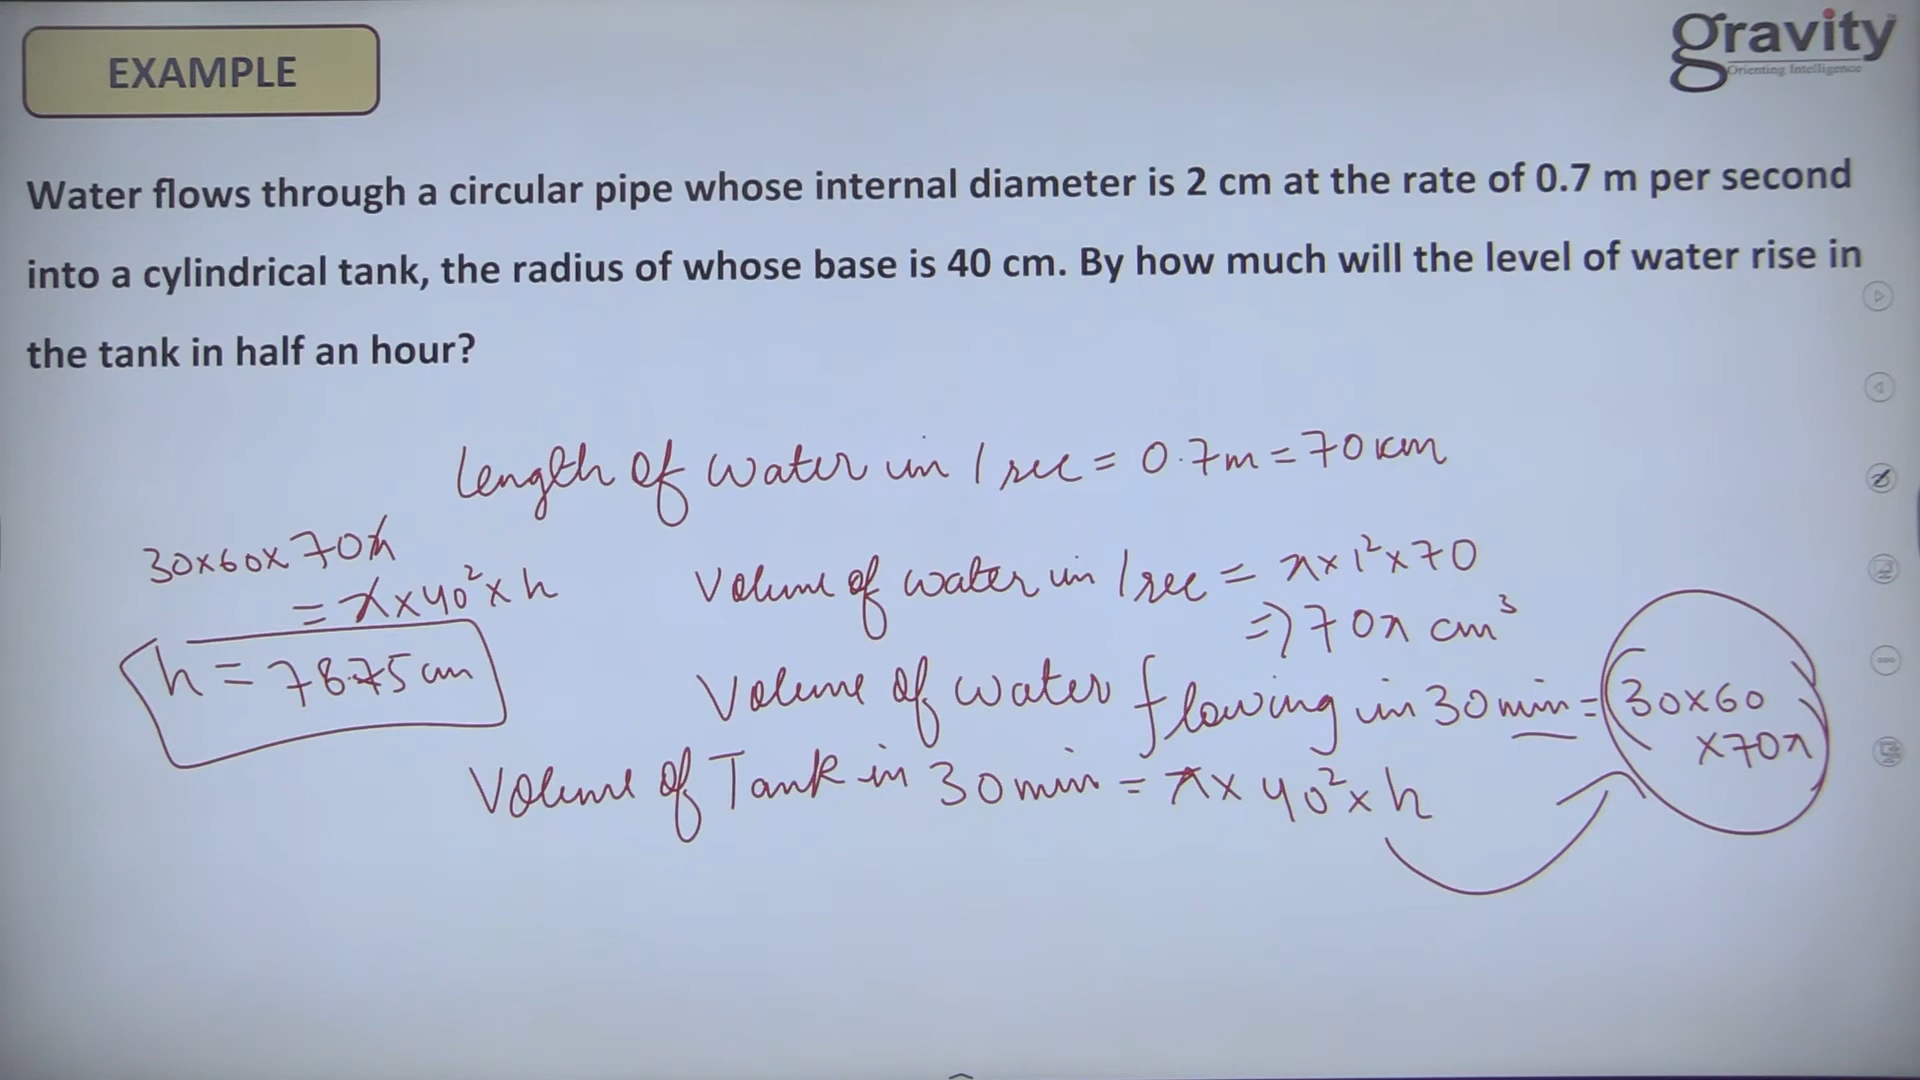 EXAMPLE
gravity
Orienting Intelligence
Water flows through a circular pipe whose internal diameter is 2 cm at the rate of 0.7 m per second
into a cylindrical tank, the radius of whose base is 40 cm. By how much will the level of water rise in
the tank in half an hour?
Length of water in 1 sec = 0.7m = 70 cm
30×60×70π
= π×40²×h
h = 78.75 cm
Volume of water in 1 sec = π×1²×70
⇒ 70π cm³
Volume of water flowing in 30 min = (30×60
×70π)
Volume of Tank in 30 min = π×40²×h